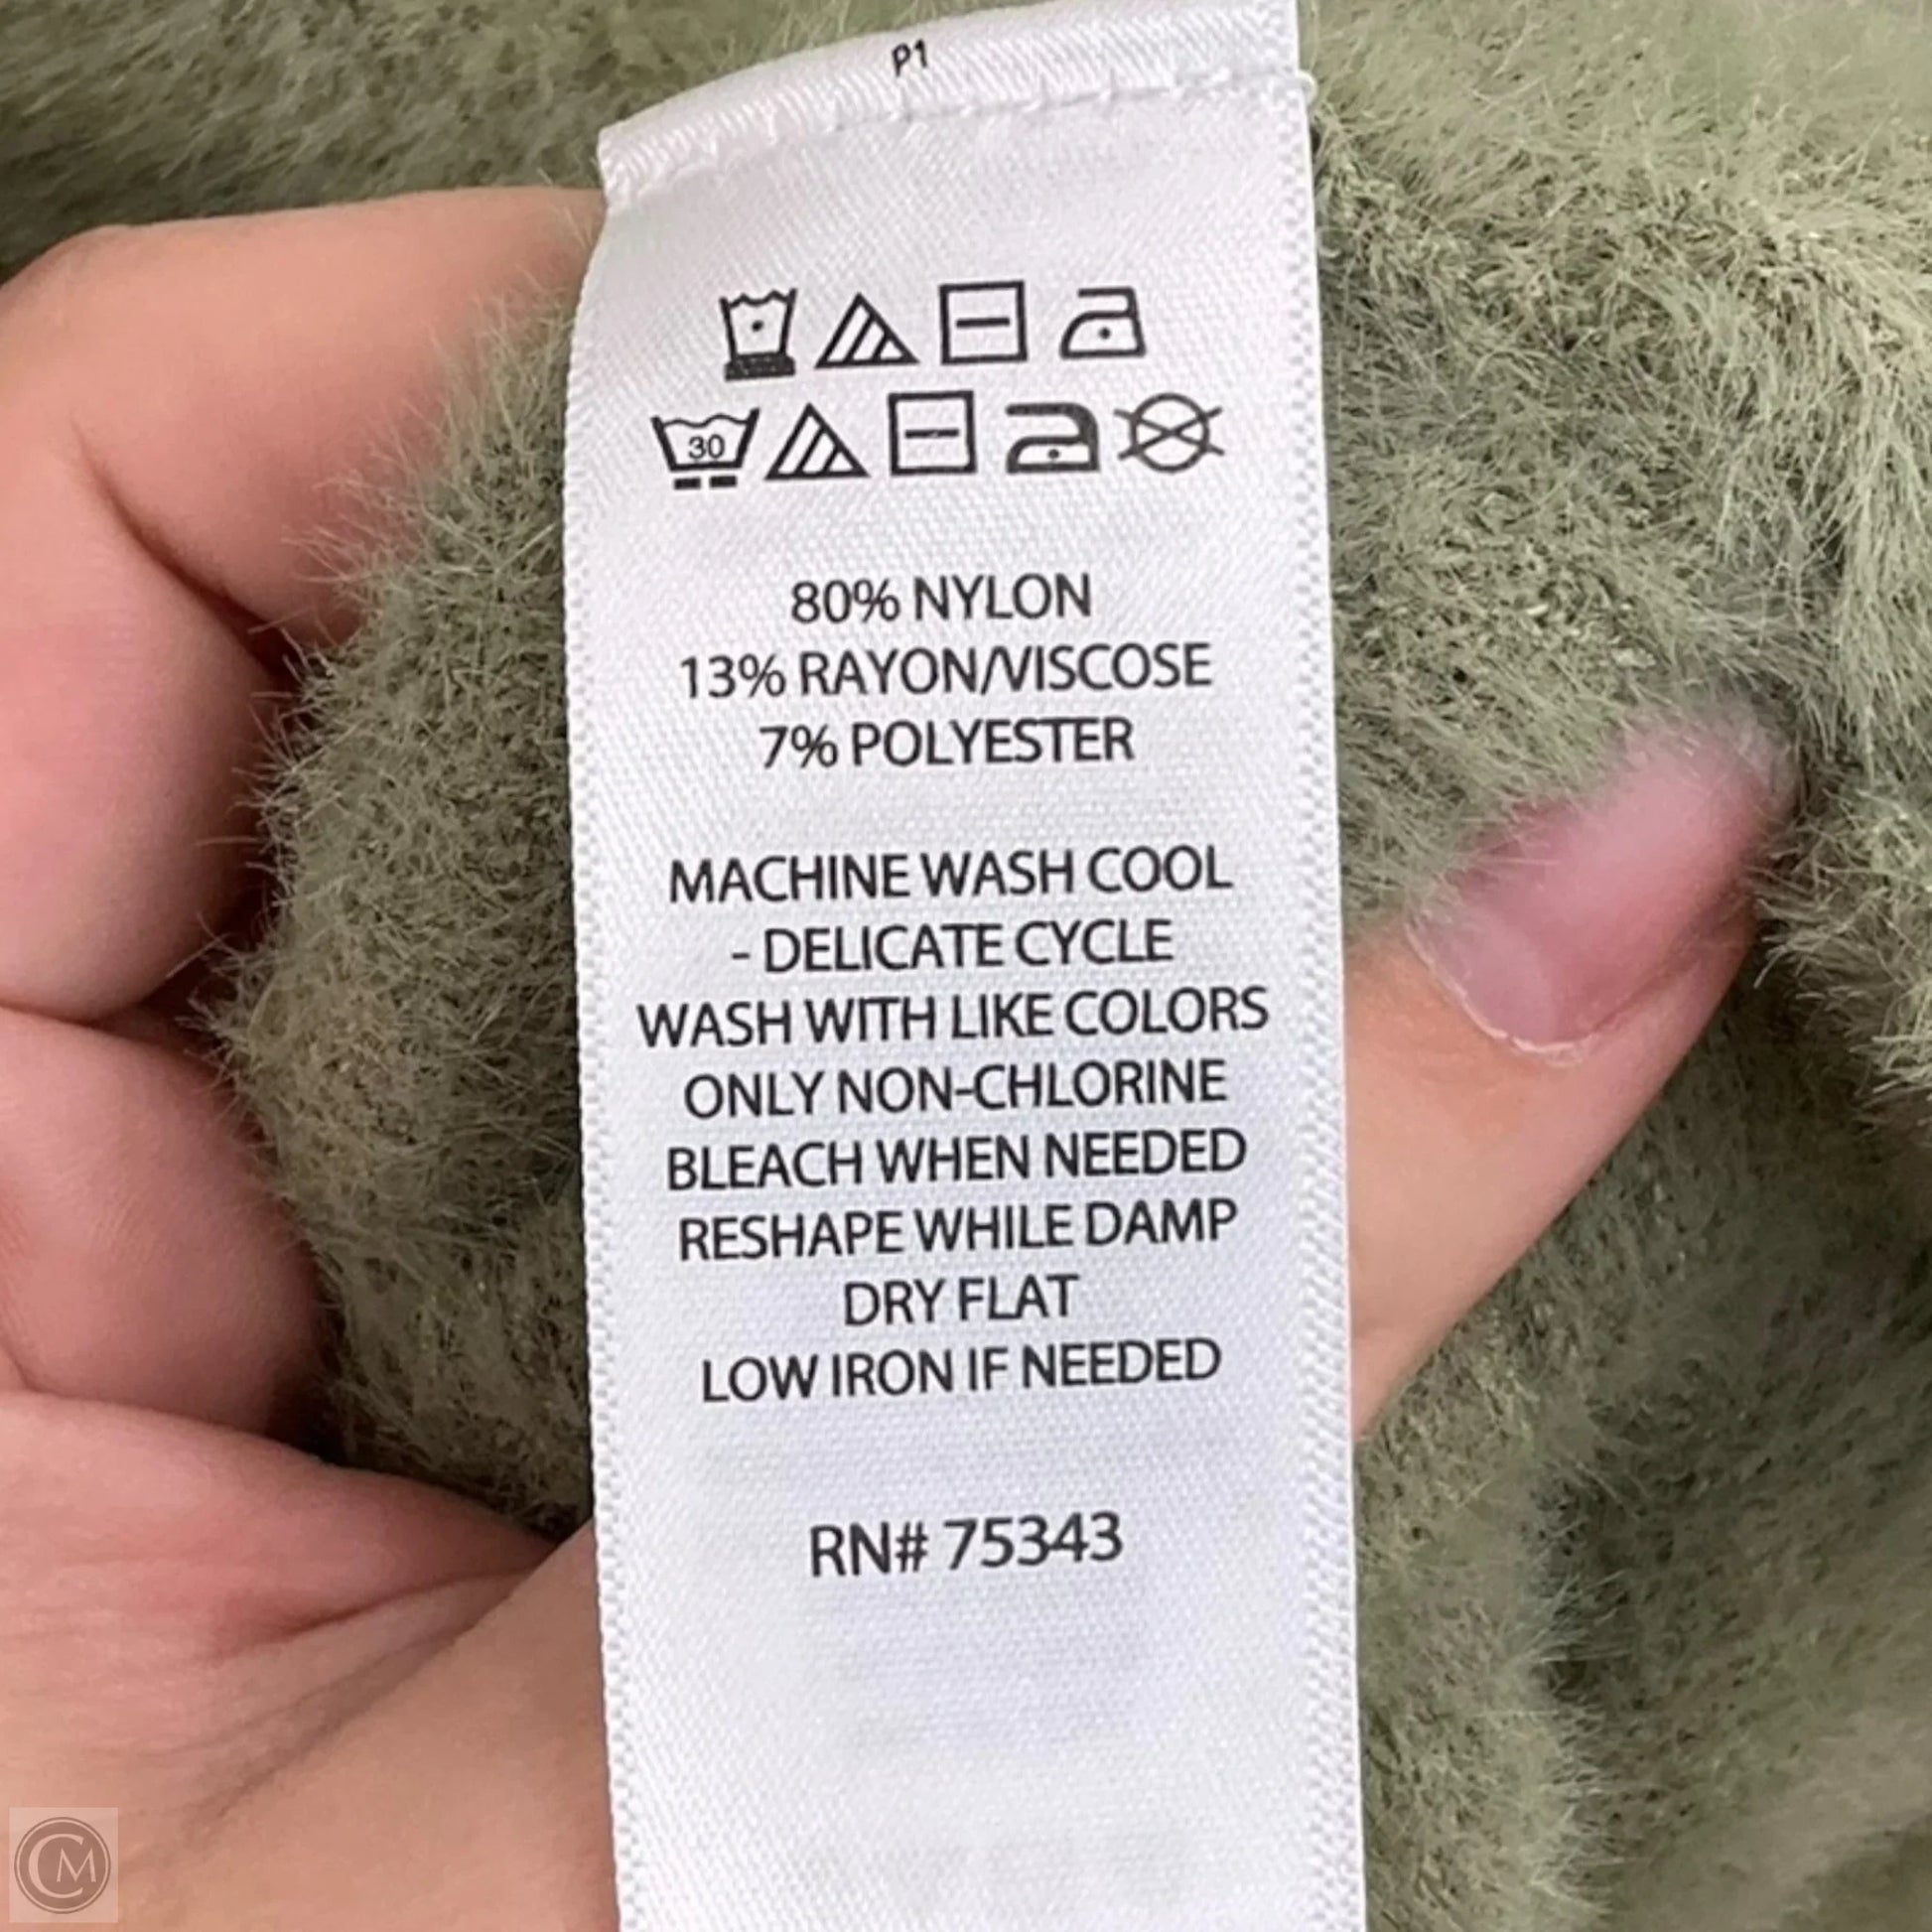 P1
30
80% NYLON
13% RAYON/VISCOSE
7% POLYESTER
MACHINE WASH COOL
- DELICATE CYCLE
WASH WITH LIKE COLORS
ONLY NON-CHLORINE
BLEACH WHEN NEEDED
RESHAPE WHILE DAMP
DRY FLAT
LOW IRON IF NEEDED
RN# 75343
CM